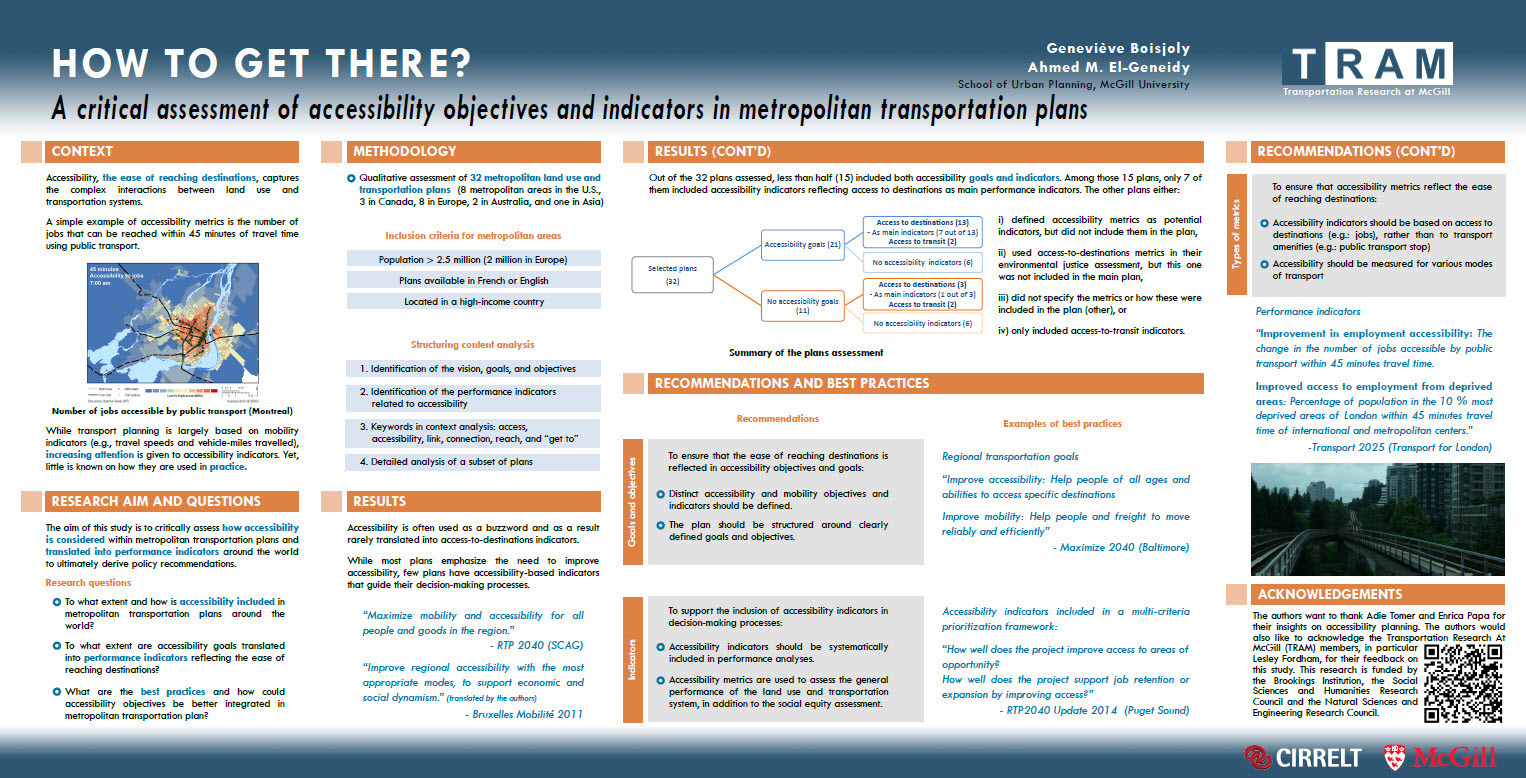 HOW TO GET THERE?
A critical assessment of accessibility objectives and indicators in metropolitan transportation plans
Geneviève Boisjoly
Ahmed M. El-Geneidy
School of Urban Planning, McGill University
TRAM
Transportation Research at McGill
CONTEXT
Accessibility, the ease of reaching destinations, captures
the complex interactions between land use and
transportation systems.
A simple example of accessibility metrics is the number of
jobs that can be reached within 45 minutes of travel time
using public transport.
45 minutes
Accessibility to jobs
7:00 am
Number of jobs accessible by public transport (Montreal)
While transport planning is largely based on mobility
indicators (e.g., travel speeds and vehicle-miles travelled),
increasing attention is given to accessibility indicators. Yet,
little is known on how they are used in practice.
RESEARCH AIM AND QUESTIONS
The aim of this study is to critically assess how accessibility
is considered within metropolitan transportation plans and
translated into performance indicators around the world
to ultimately derive policy recommendations.
Research questions
To what extent and how is accessibility included in
metropolitan transportation plans around the
world?
To what extent are accessibility goals translated
into performance indicators reflecting the ease of
reaching destinations?
What are the best practices and how could
accessibility objectives be better integrated in
metropolitan transportation plan?
METHODOLOGY
Qualitative assessment of 32 metropolitan land use and
transportation plans (8 metropolitan areas in the U.S.,
3 in Canada, 8 in Europe, 2 in Australia, and one in Asia)
Inclusion criteria for metropolitan areas
Population > 2.5 million (2 million in Europe)
Plans available in French or English
Located in a high-income country
Structuring content analysis
1. Identification of the vision, goals, and objectives
2. Identification of the performance indicators
related to accessibility
3. Keywords in context analysis: access,
accessibility, link, connection, reach, and "get to"
4. Detailed analysis of a subset of plans
RESULTS
Accessibility is often used as a buzzword and as a result
rarely translated into access-to-destinations indicators.
While most plans emphasize the need to improve
accessibility, few plans have accessibility-based indicators
that guide their decision-making processes.
"Maximize mobility and accessibility for all
people and goods in the region."
- RTP 2040 (SCAG)
"Improve regional accessibility with the most
appropriate modes, to support economic and
social dynamism." (translated by the authors)
- Bruxelles Mobilité 2011
RESULTS (CONT'D)
Out of the 32 plans assessed, less than half (15) included both accessibility goals and indicators. Among those 15 plans, only 7 of
them included accessibility indicators reflecting access to destinations as main performance indicators. The other plans either:
Selected plans
(32)
Accessibility goals (21)
No accessibility goals
(11)
Access to destinations (13)
- As main indicators (7 out of 13)
Access to transit (2)
No accessibility indicators (6)
Access to destinations (3)
- As main indicators (1 out of 3)
Access to transit (2)
No accessibility indicators (6)
Summary of the plans assessment
i) defined accessibility metrics as potential
indicators, but did not include them in the plan,
ii) used access-to-destinations metrics in their
environmental justice assessment, but this one
was not included in the main plan,
iii) did not specify the metrics or how these were
included in the plan (other), or
iv) only included access-to-transit indicators.
RECOMMENDATIONS AND BEST PRACTICES
Recommendations
Examples of best practices
Goals and objectives
To ensure that the ease of reaching destinations is
reflected in accessibility objectives and goals:
Distinct accessibility and mobility objectives and
indicators should be defined.
The plan should be structured around clearly
defined goals and objectives.
Regional transportation goals
"Improve accessibility: Help people of all ages and
abilities to access specific destinations
Improve mobility: Help people and freight to move
reliably and efficiently"
- Maximize 2040 (Baltimore)
Indicators
To support the inclusion of accessibility indicators in
decision-making processes:
Accessibility indicators should be systematically
included in performance analyses.
Accessibility metrics are used to assess the general
performance of the land use and transportation
system, in addition to the social equity assessment.
Accessibility indicators included in a multi-criteria
prioritization framework:
"How well does the project improve access to areas of
opportunity?
How well does the project support job retention or
expansion by improving access?"
- RTP2040 Update 2014 (Puget Sound)
RECOMMENDATIONS (CONT'D)
Types of metrics
To ensure that accessibility metrics reflect the ease
of reaching destinations:
Accessibility indicators should be based on access to
destinations (e.g.: jobs), rather than to transport
amenities (e.g.: public transport stop)
Accessibility should be measured for various modes
of transport
Performance indicators
"Improvement in employment accessibility: The
change in the number of jobs accessible by public
transport within 45 minutes travel time.
Improved access to employment from deprived
areas: Percentage of population in the 10 % most
deprived areas of London within 45 minutes travel
time of international and metropolitan centers."
-Transport 2025 (Transport for London)
ACKNOWLEDGEMENTS
The authors want to thank Adie Tomer and Enrica Papa for
their insights on accessibility planning. The authors would
also like to acknowledge the Transportation Research At
McGill (TRAM) members, in particular
Lesley Fordham, for their feedback on
this study. This research is funded by
the Brookings Institution, the Social
Sciences and Humanities Research
Council and the Natural Sciences and
Engineering Research Council.
CIRRELT
McGill